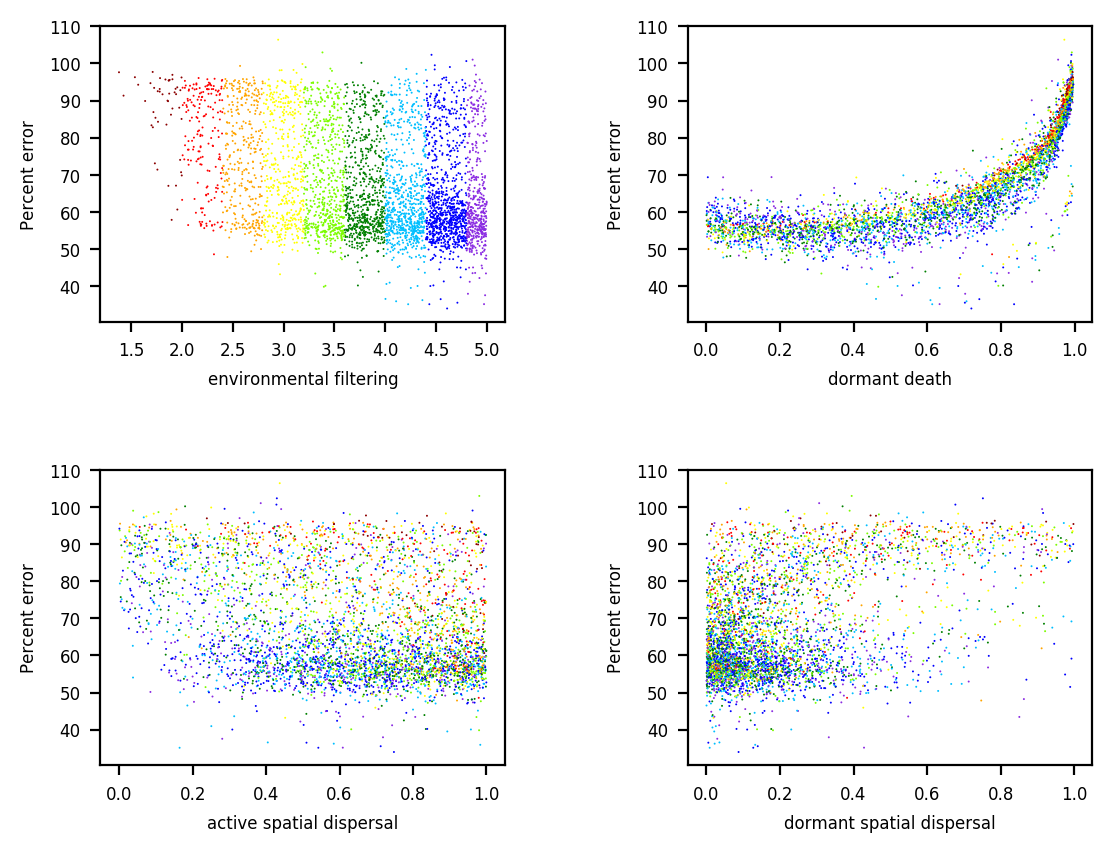 110
100
90
80
70
60
50
40
Percent error
1.5 2.0 2.5 3.0 3.5 4.0 4.5 5.0
environmental filtering
110
100
90
80
70
60
50
40
Percent error
0.0 0.2 0.4 0.6 0.8 1.0
dormant death
110
100
90
80
70
60
50
40
Percent error
0.0 0.2 0.4 0.6 0.8 1.0
active spatial dispersal
110
100
90
80
70
60
50
40
Percent error
0.0 0.2 0.4 0.6 0.8 1.0
dormant spatial dispersal